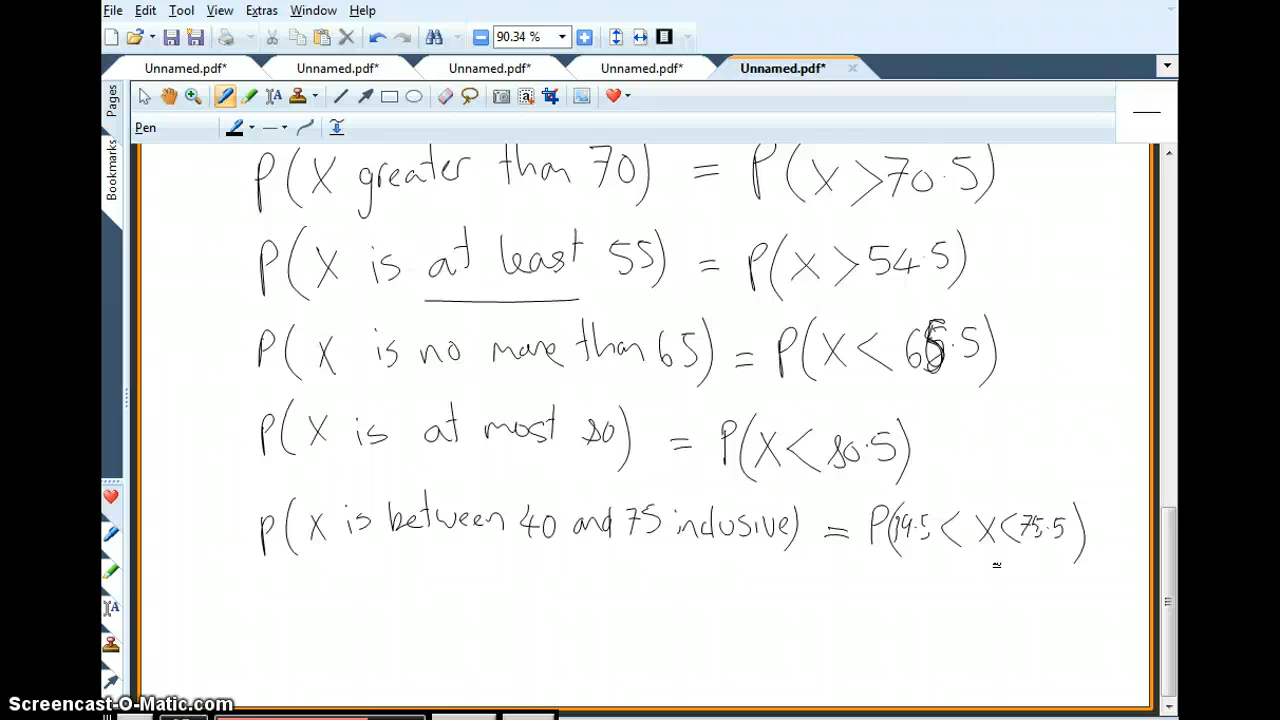 File Edit Tool View Extras Window Help
90.34 %
Unnamed.pdf* Unnamed.pdf* Unnamed.pdf* Unnamed.pdf* Unnamed.pdf*
Pages
Bookmarks
Pen
P(X greater than 70) = P(X > 70.5)
P(X is at least 55) = P(X > 54.5)
P(X is no more than 65) = P(X < 65.5)
P(X is at most 80) = P(X < 80.5)
P(X is between 40 and 75 inclusive) = P(19.5 < X < 75.5)
Screencast-O-Matic.com